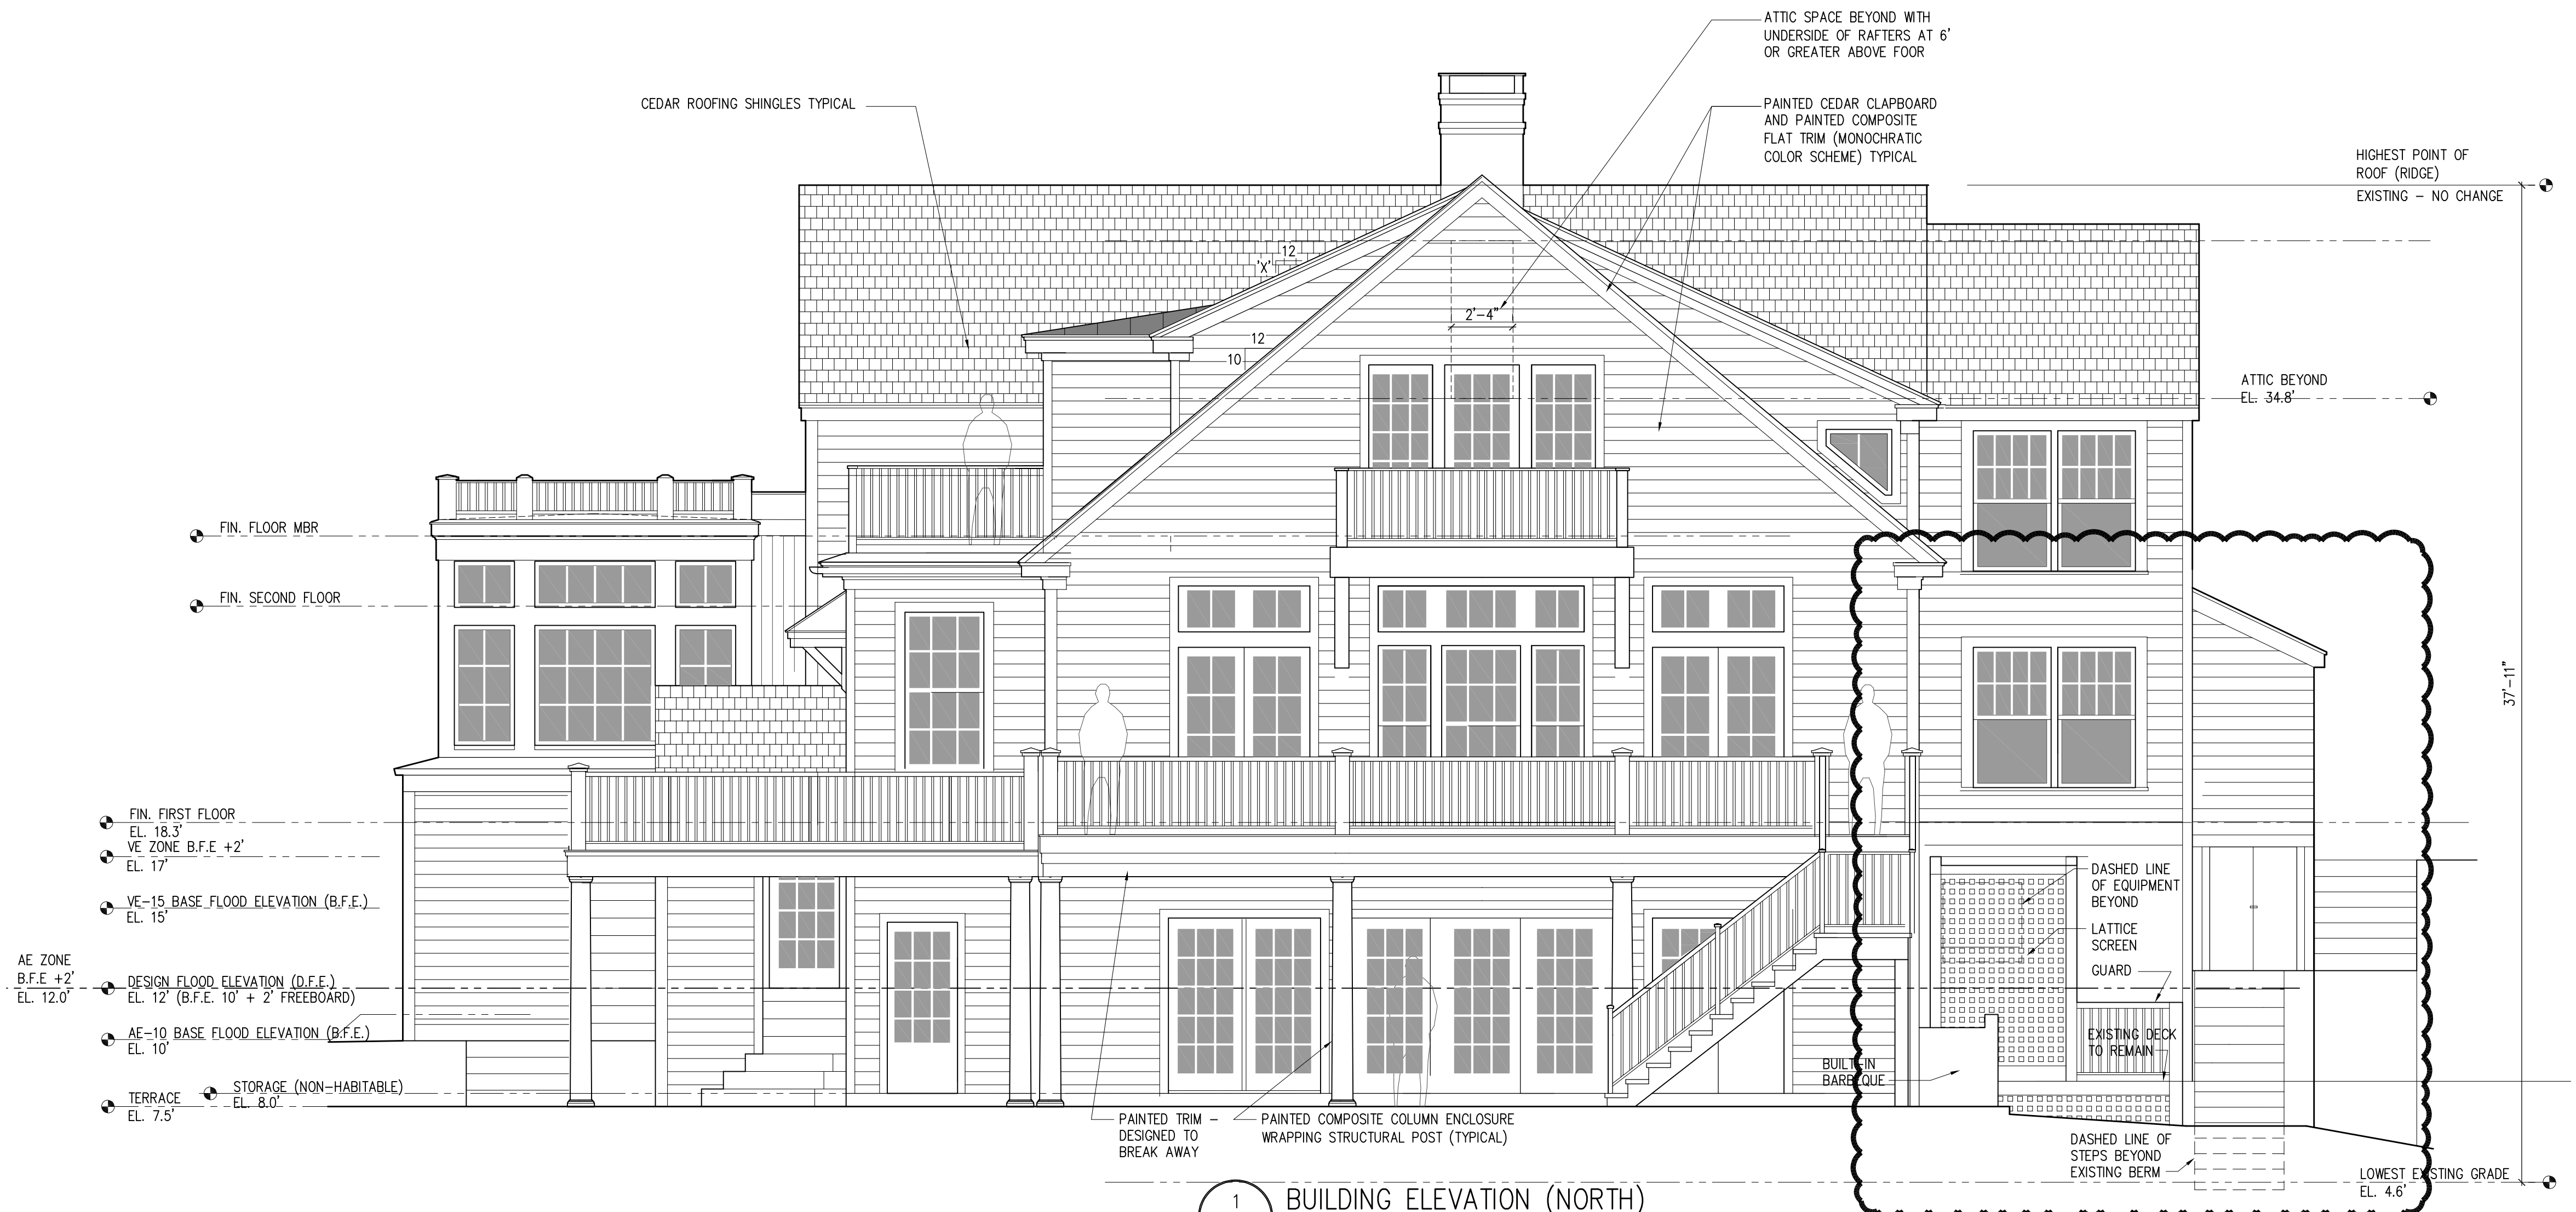 ATTIC SPACE BEYOND WITH
UNDERSIDE OF RAFTERS AT 6'
OR GREATER ABOVE FOOR
CEDAR ROOFING SHINGLES TYPICAL
PAINTED CEDAR CLAPBOARD
AND PAINTED COMPOSITE
FLAT TRIM (MONOCHRATIC
COLOR SCHEME) TYPICAL
HIGHEST POINT OF
ROOF (RIDGE)
EXISTING - NO CHANGE
12
'X'
2'-4"
12
10
ATTIC BEYOND
EL. 34.8'
FIN. FLOOR MBR
FIN. SECOND FLOOR
37'-11"
FIN. FIRST FLOOR
EL. 18.3'
VE ZONE B.F.E +2'
EL. 17'
VE-15 BASE FLOOD ELEVATION (B.F.E.)
EL. 15'
AE ZONE
B.F.E +2'
EL. 12.0'
DESIGN FLOOD ELEVATION (D.F.E.)
EL. 12' (B.F.E. 10' + 2' FREEBOARD)
AE-10 BASE FLOOD ELEVATION (B.F.E.)
EL. 10'
STORAGE (NON-HABITABLE)
EL. 8.0'
TERRACE
EL. 7.5'
DASHED LINE
OF EQUIPMENT
BEYOND
LATTICE
SCREEN
GUARD
EXISTING DECK
TO REMAIN
BUILT-IN
BARBEQUE
PAINTED TRIM -
DESIGNED TO
BREAK AWAY
PAINTED COMPOSITE COLUMN ENCLOSURE
WRAPPING STRUCTURAL POST (TYPICAL)
DASHED LINE OF
STEPS BEYOND
EXISTING BERM
LOWEST EXISTING GRADE
EL. 4.6'
1
BUILDING ELEVATION (NORTH)